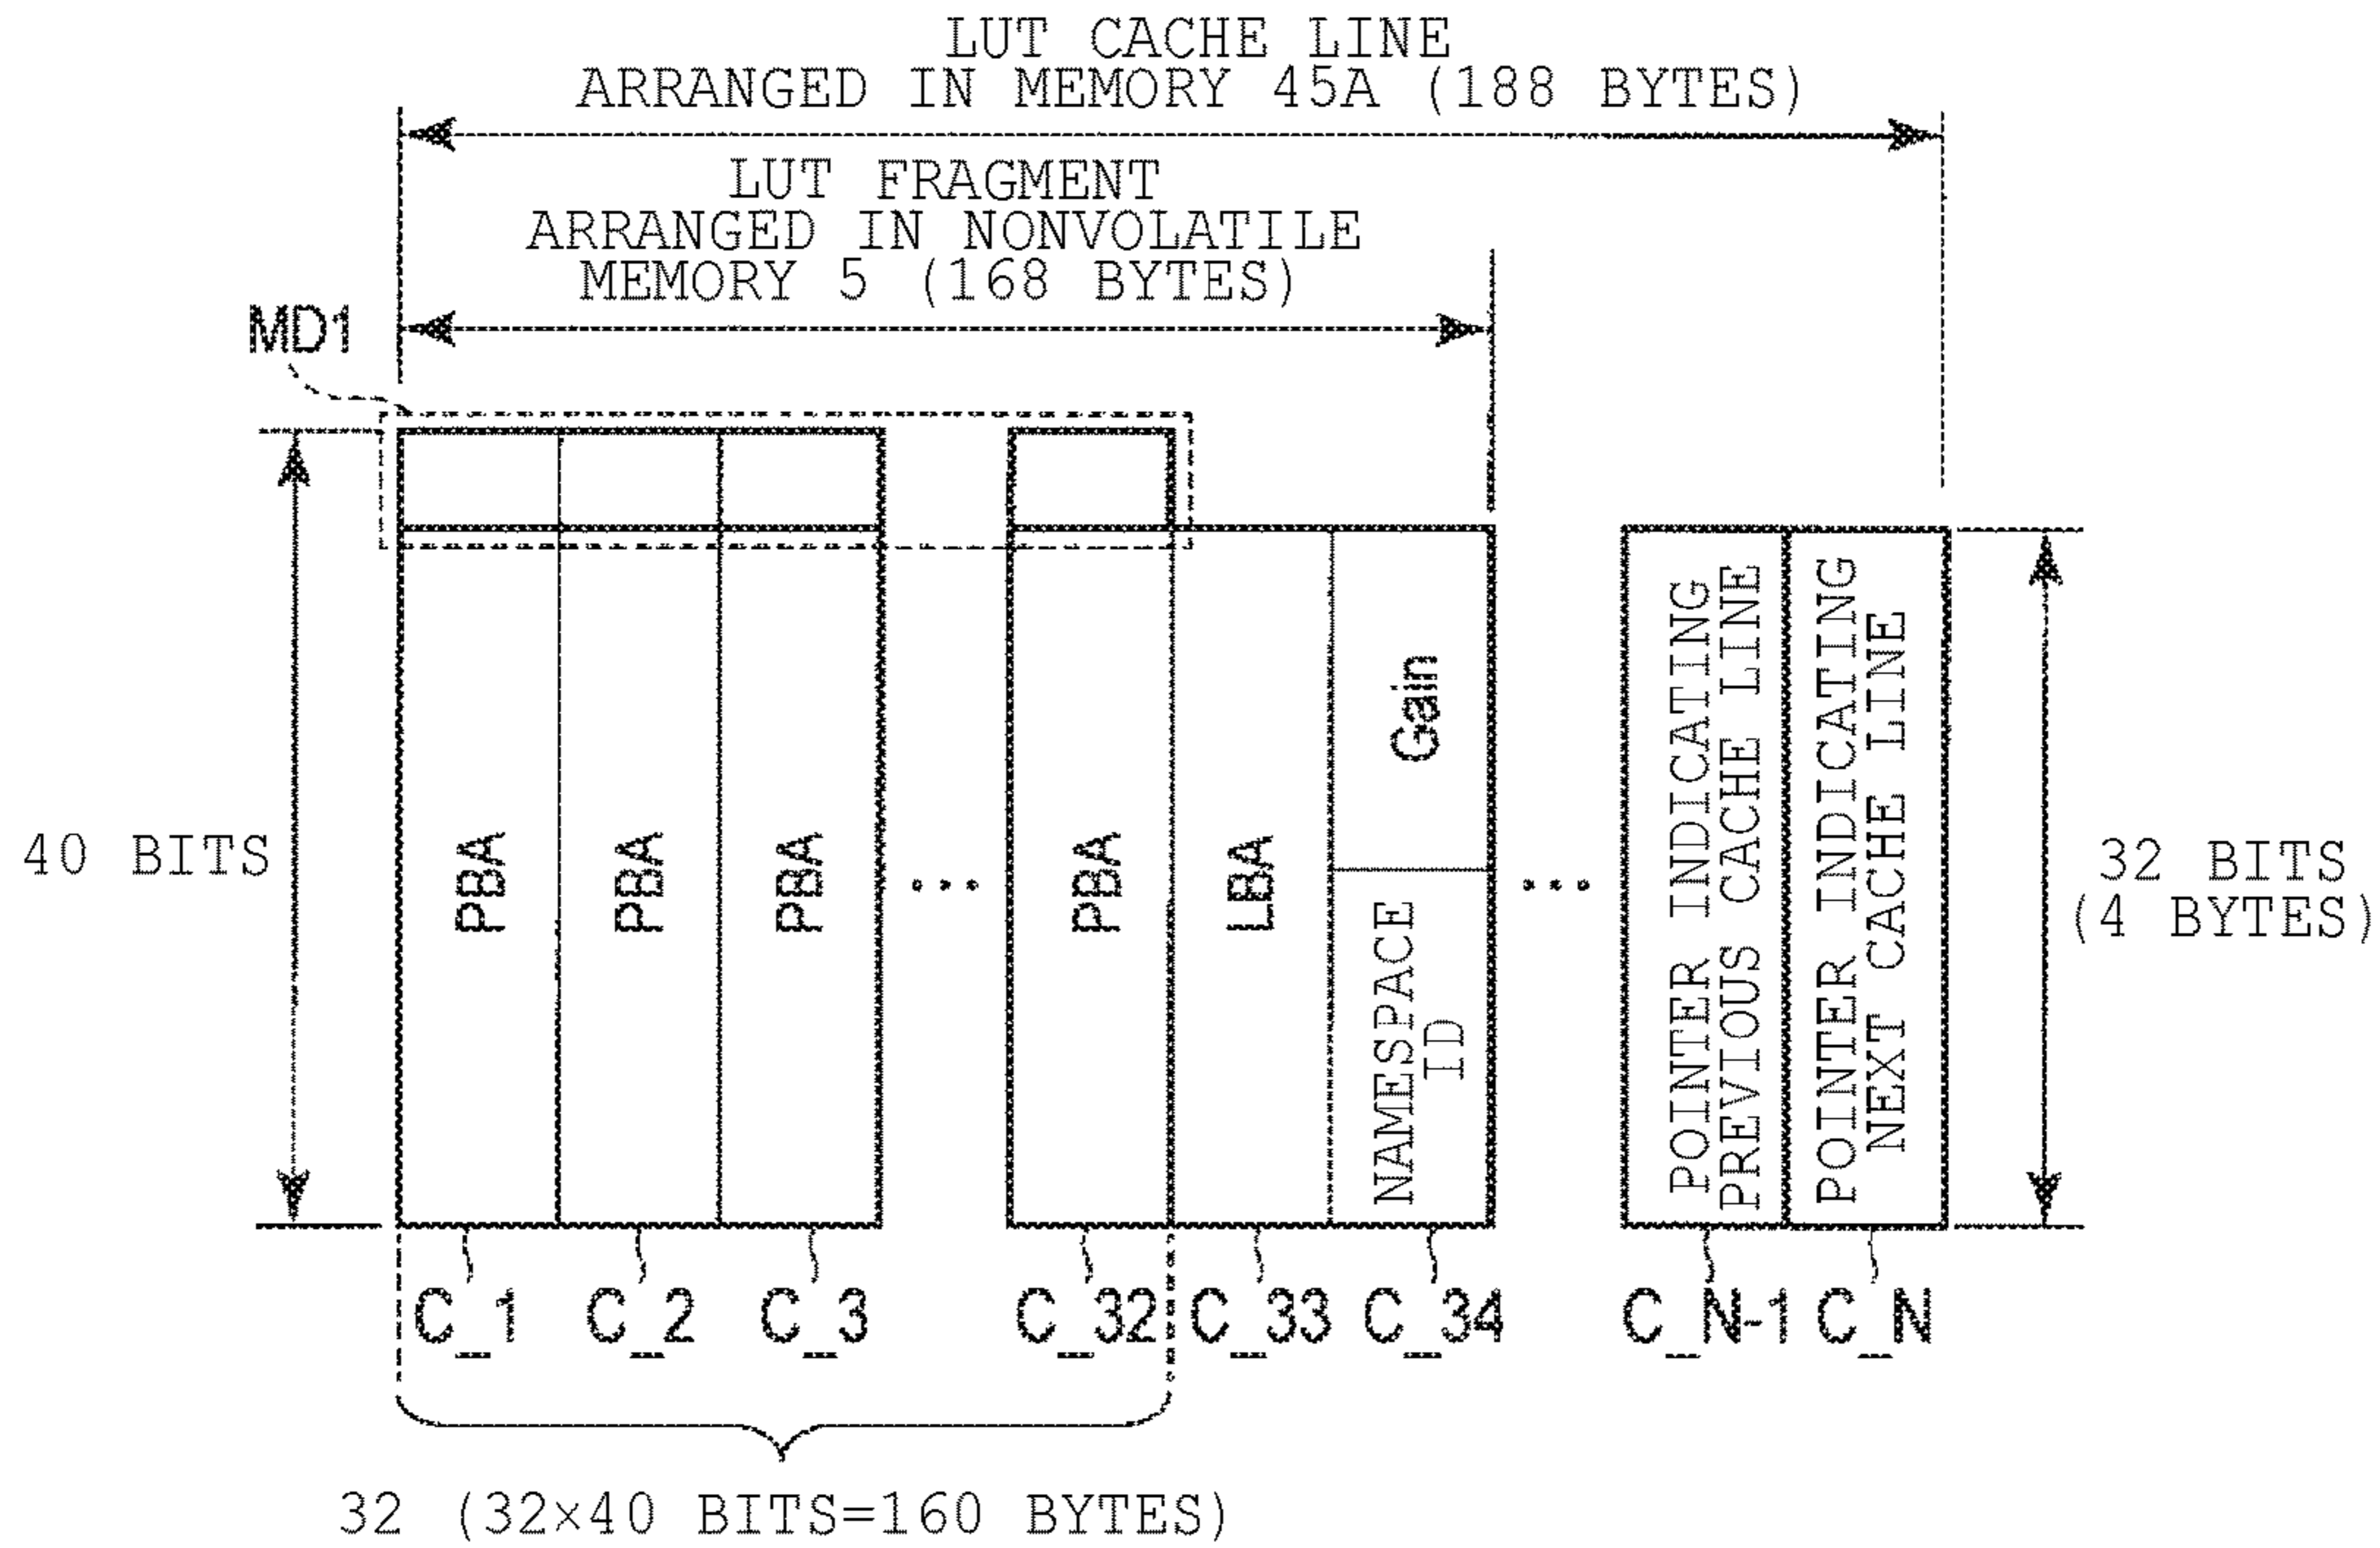 LUT CACHE LINE
ARRANGED IN MEMORY 45A (188 BYTES)
LUT FRAGMENT
ARRANGED IN NONVOLATILE
MEMORY 5 (168 BYTES)
MD1
40 BITS
PBA
PBA
PBA
...
PBA
LBA
Gain
NAMESPACE
ID
...
POINTER INDICATING
PREVIOUS CACHE LINE
POINTER INDICATING
NEXT CACHE LINE
32 BITS
(4 BYTES)
C_1
C_2
C_3
C_32
C_33
C_34
C_N-1
C_N
32 (32×40 BITS=160 BYTES)